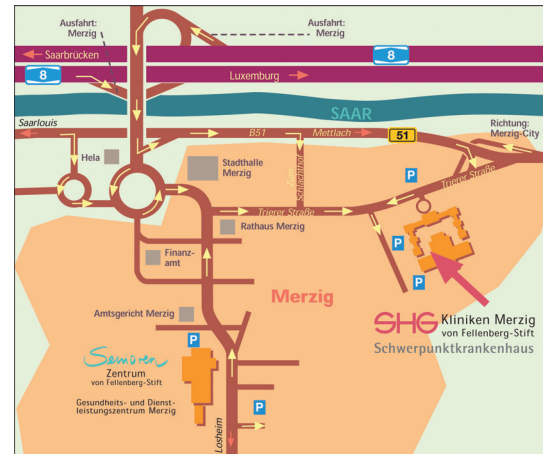 Ausfahrt:
Merzig
Ausfahrt:
Merzig
Saarbrücken
8
8
Luxemburg
SAAR
Saarlouis
B51
Mettlach
51
Richtung:
Merzig-City
Hela
Stadthalle
Merzig
Zum
Schlachthof
P
Trierer Straße
Trierer Straße
Rathaus Merzig
P
Finanz-
amt
P
Merzig
Amtsgericht Merzig
SHG Kliniken Merzig
von Fellenberg-Stift
Schwerpunktkrankenhaus
P
Senioren
Zentrum
von Fellenberg-Stift
Gesundheits- und Dienst-
leistungszentrum Merzig
P
Losheim